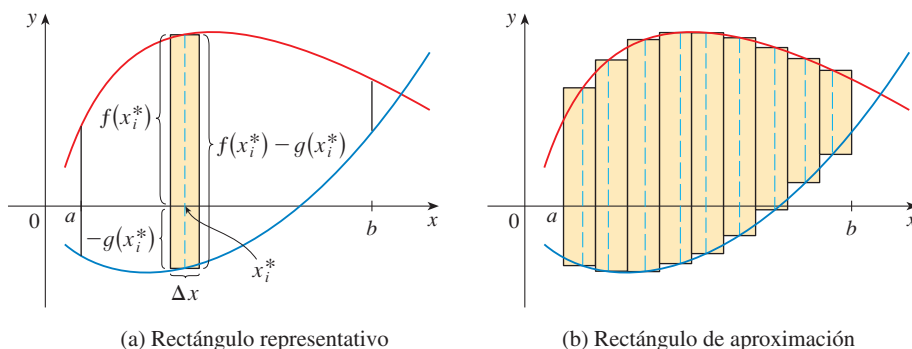 y
f(x_i^*)
f(x_i^*) − g(x_i^*)
0
a
b
x
−g(x_i^*)
x_i^*
Δx
(a) Rectángulo representativo
y
0
a
b
x
(b) Rectángulo de aproximación